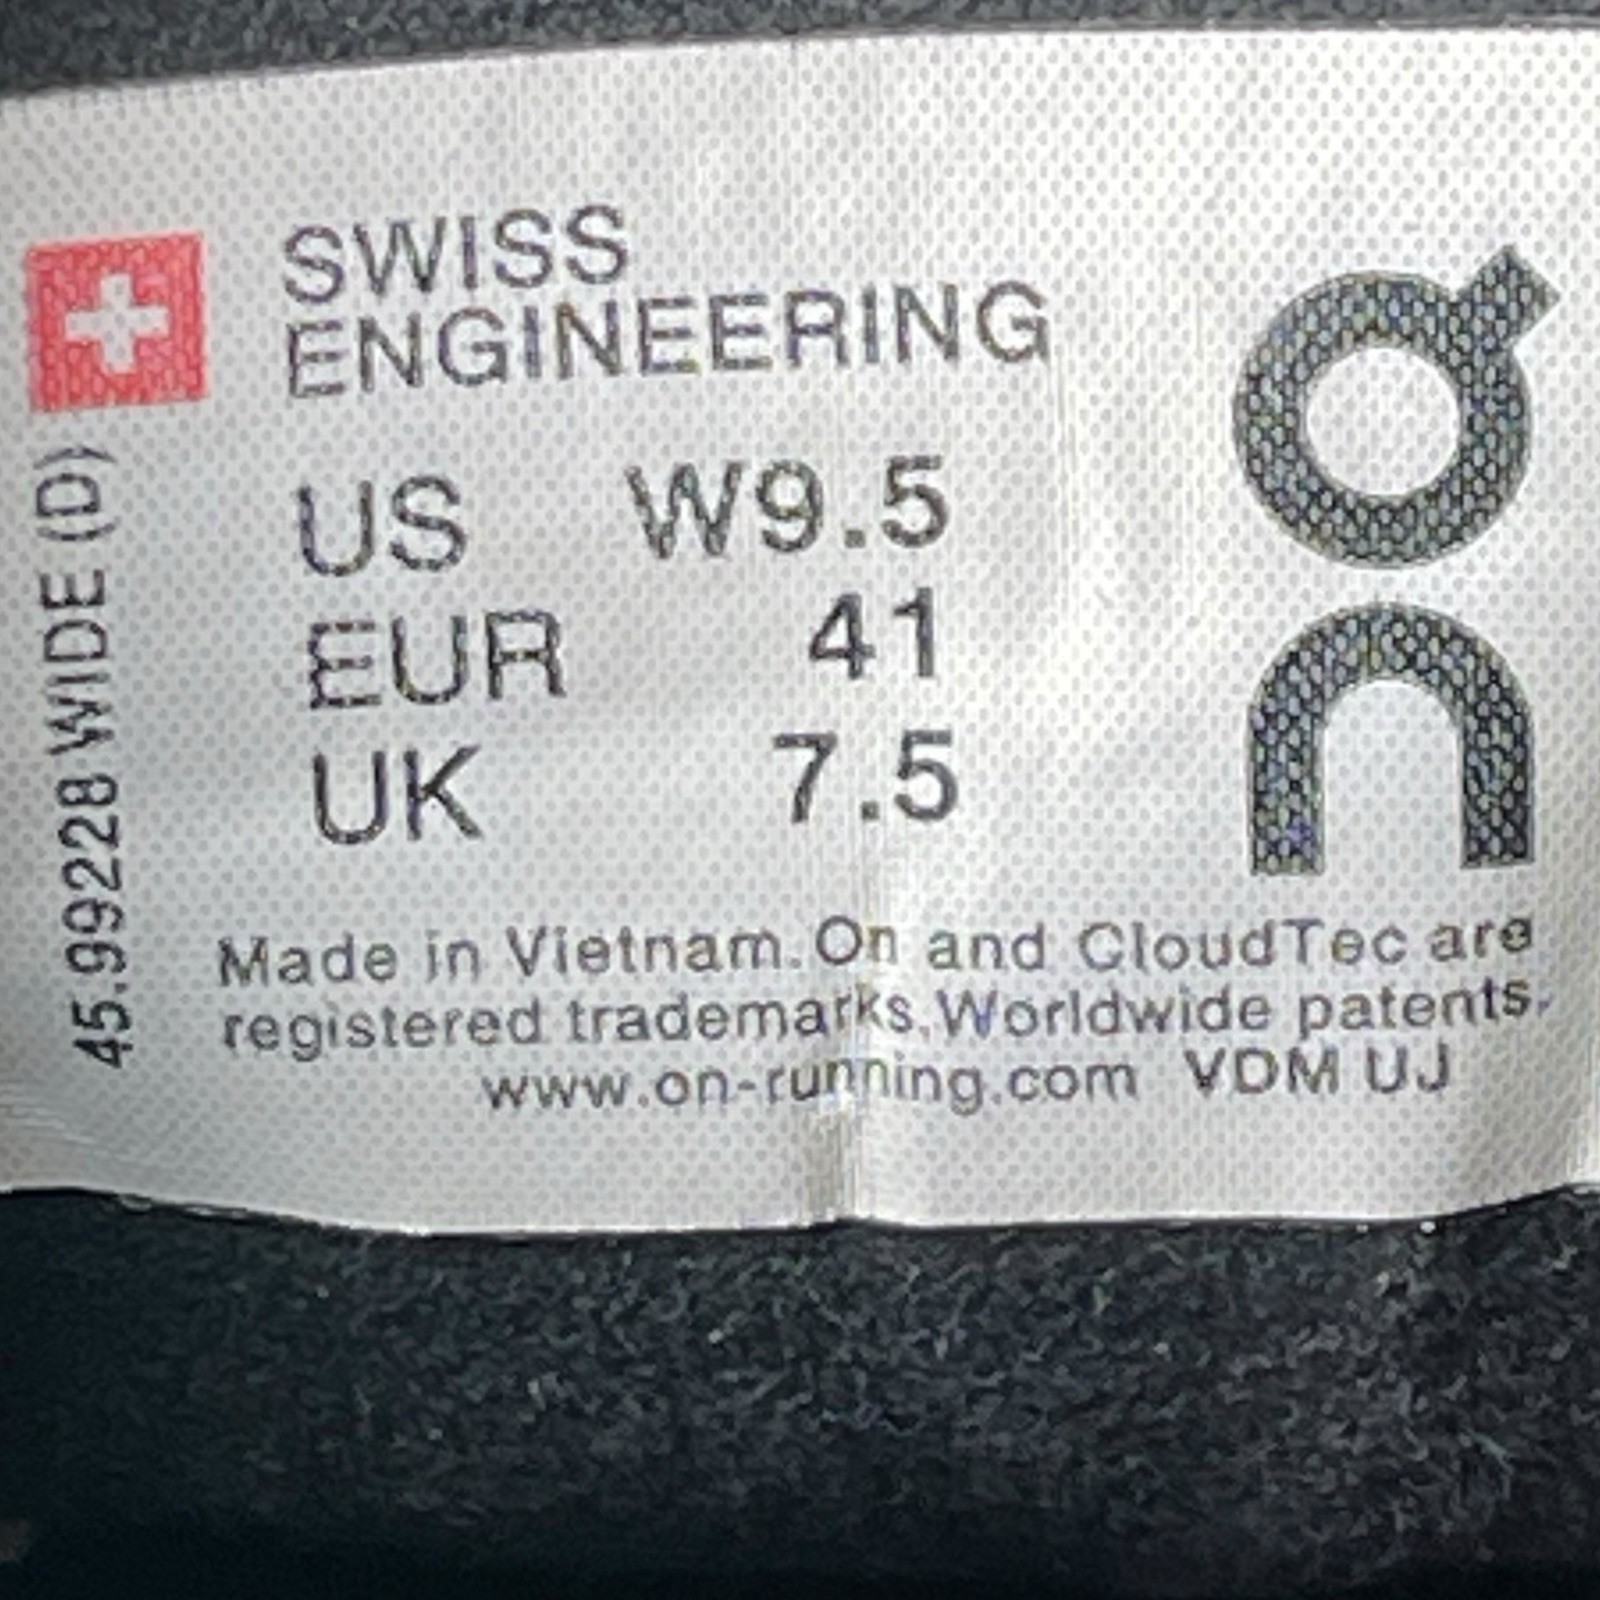 SWISS
ENGINEERING
US W9.5
EUR 41
UK 7.5
45.99228 WIDE (D)
On
Made in Vietnam. On and CloudTec are
registered trademarks. Worldwide patents.
www.on-running.com VDM UJ